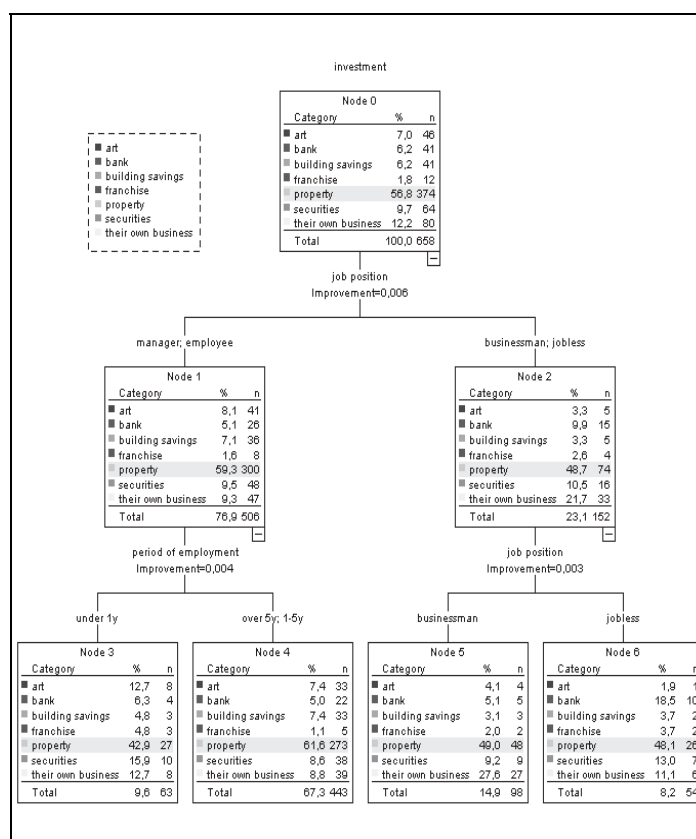 investment
art
bank
building savings
franchise
property
securities
their own business
Node 0
Category % n
art 7,0 46
bank 6,2 41
building savings 6,2 41
franchise 1,8 12
property 56,8 374
securities 9,7 64
their own business 12,2 80
Total 100,0 658
job position
Improvement=0,006
manager; employee
businessman; jobless
Node 1
Category % n
art 8,1 41
bank 5,1 26
building savings 7,1 36
franchise 1,6 8
property 59,3 300
securities 9,5 48
their own business 9,3 47
Total 76,9 506
Node 2
Category % n
art 3,3 5
bank 9,9 15
building savings 3,3 5
franchise 2,6 4
property 48,7 74
securities 10,5 16
their own business 21,7 33
Total 23,1 152
period of employment
Improvement=0,004
job position
Improvement=0,003
under 1y
over 5y; 1-5y
businessman
jobless
Node 3
Category % n
art 12,7 8
bank 6,3 4
building savings 4,8 3
franchise 4,8 3
property 42,9 27
securities 15,9 10
their own business 12,7 8
Total 9,6 63
Node 4
Category % n
art 7,4 33
bank 5,0 22
building savings 7,4 33
franchise 1,1 5
property 61,6 273
securities 8,6 38
their own business 8,8 39
Total 67,3 443
Node 5
Category % n
art 4,1 4
bank 5,1 5
building savings 3,1 3
franchise 2,0 2
property 49,0 48
securities 9,2 9
their own business 27,6 27
Total 14,9 98
Node 6
Category %
art 1,9 1
bank 18,5 10
building savings 3,7 2
franchise 3,7 2
property 48,1 26
securities 13,0 7
their own business 11,1 6
Total 8,2 54